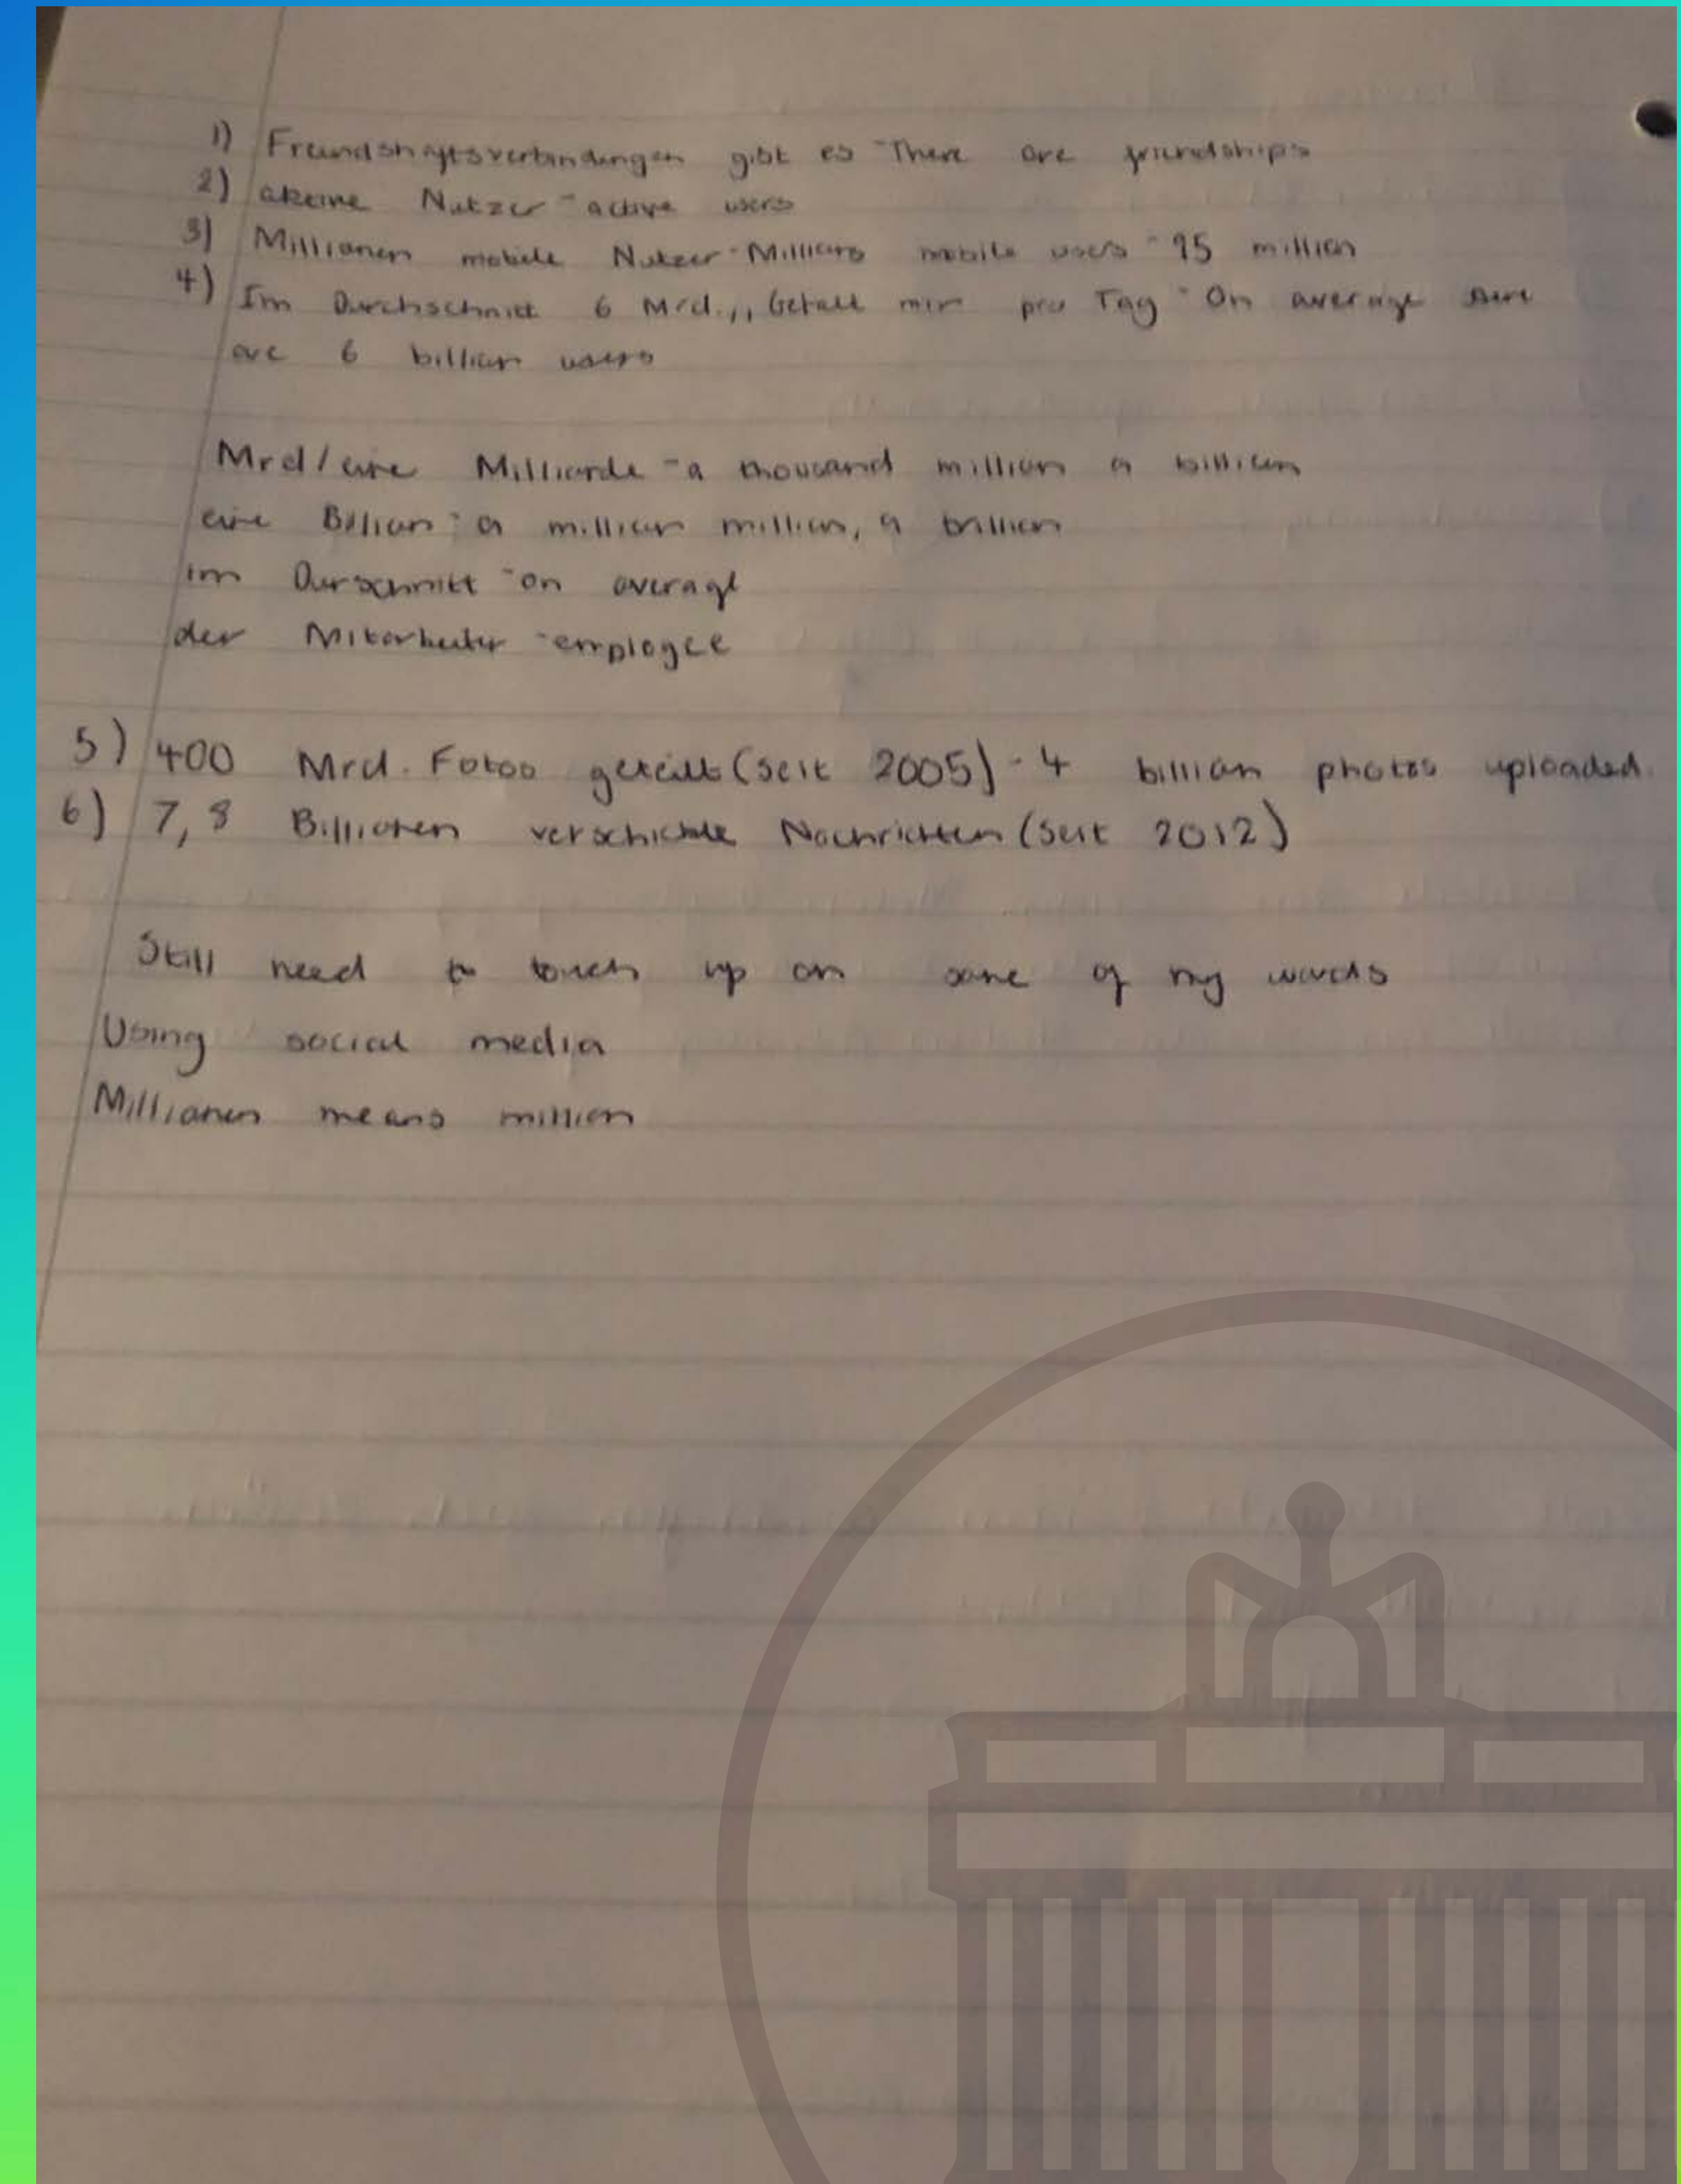 1) Freundshaftsverbindungen gibt es - There are friendships
2) akeine Nutzer - active users
3) Millionen mobile Nutzer - Millions mobile users - 95 million
4) Im Durchschnitt 6 Mrd. ,, Gefall mir pro Tag - On average there
are 6 billion users
Mrd/eine Milliarde - a thousand million a billion
eine Billion - a million million, a trillion
im Durschnitt - on average
der Mitarbeiter - employee
5) 400 Mrd. Fotos geteilt (seit 2005) - 4 billion photos uploaded.
6) 7,8 Billionen verschickte Nachrichten (seit 2012)
Still need to touch up on some of my words
Using social media
Millionen means million